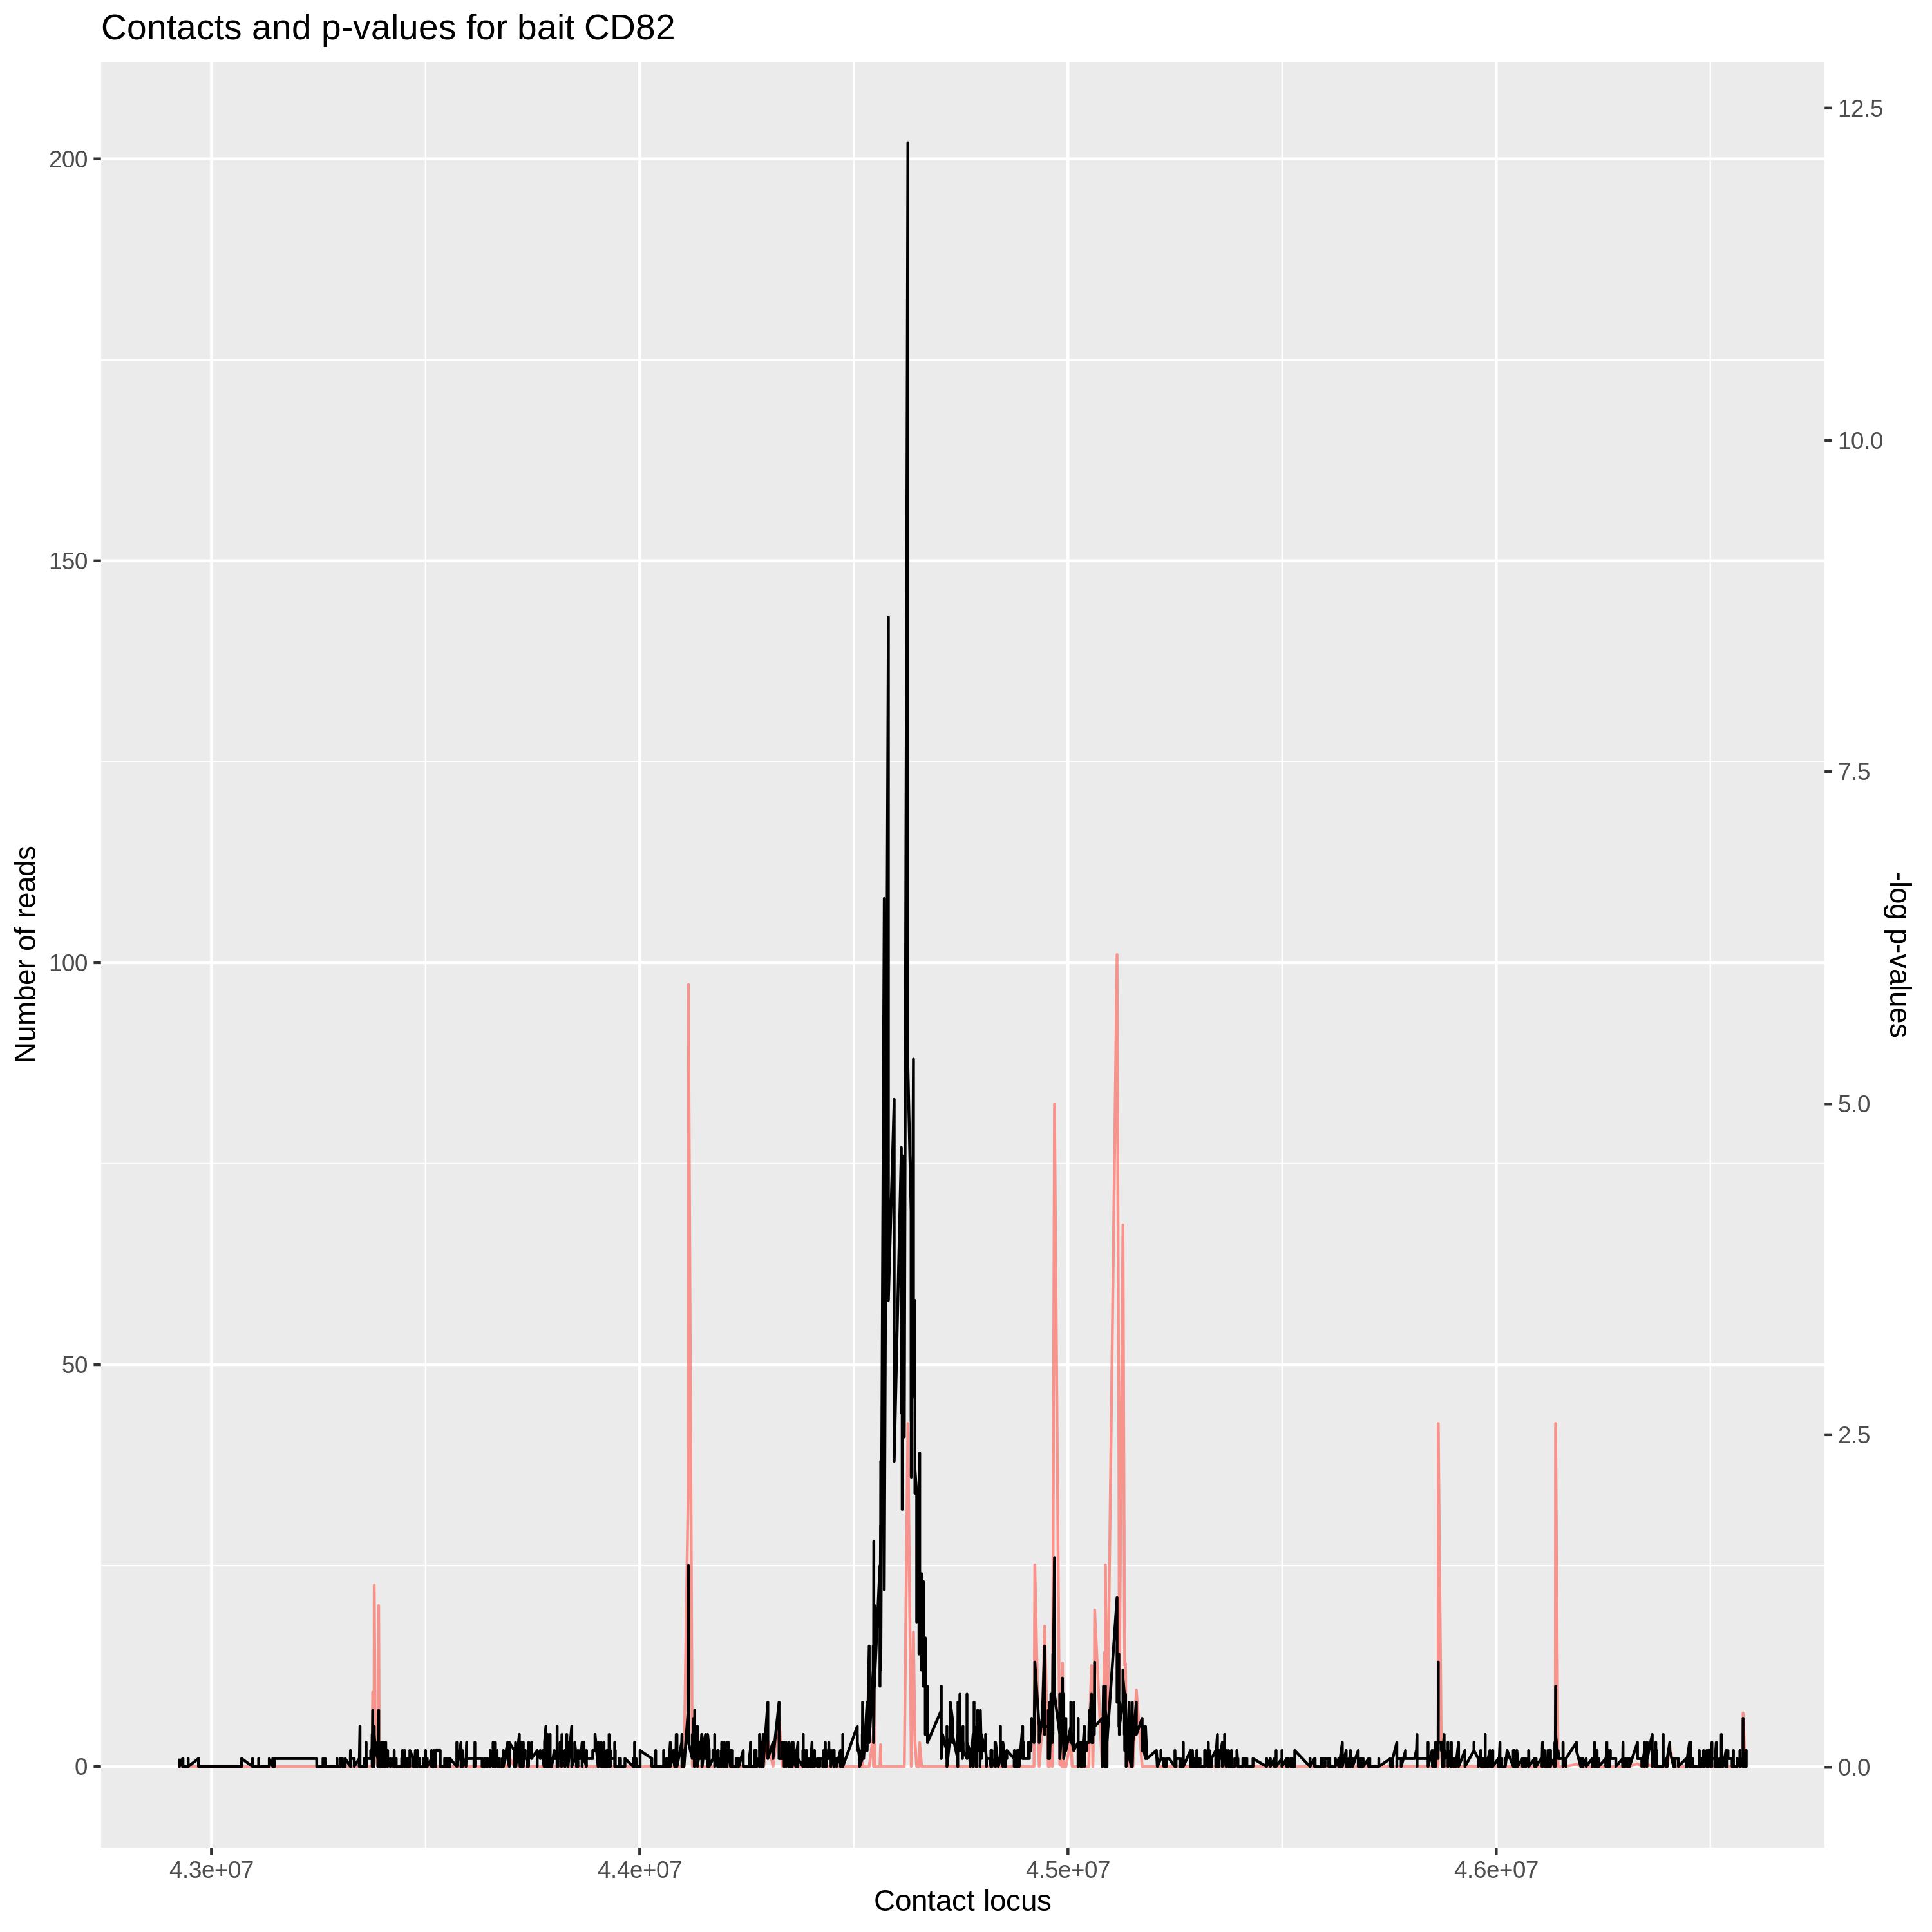 Contacts and p-values for bait CD82
200
150
100
50
0
Number of reads
12.5
10.0
7.5
5.0
2.5
0.0
-log p-values
4.3e+07 4.4e+07 4.5e+07 4.6e+07
Contact locus